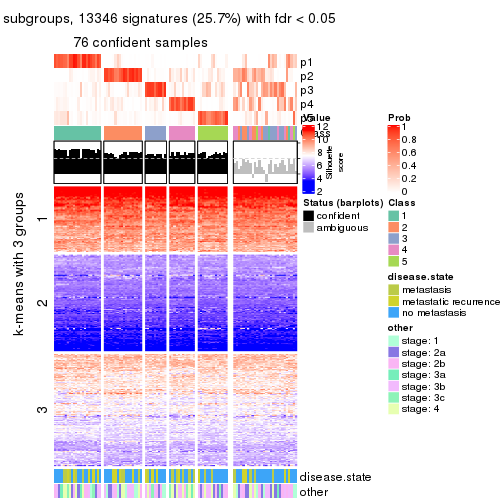 subgroups, 13346 signatures (25.7%) with fdr < 0.05
76 confident samples
p1
p2
p3
p4
p5
Class
k-means with 3 groups
1
2
3
disease.state
other
Value
12
10
8
6
4
2
Silhouette
score
Status (barplots)
confident
ambiguous
Prob
1
0.8
0.6
0.4
0.2
0
Class
1
2
3
4
5
disease.state
metastasis
metastatic recurrence
no metastasis
other
stage: 1
stage: 2a
stage: 2b
stage: 3a
stage: 3b
stage: 3c
stage: 4